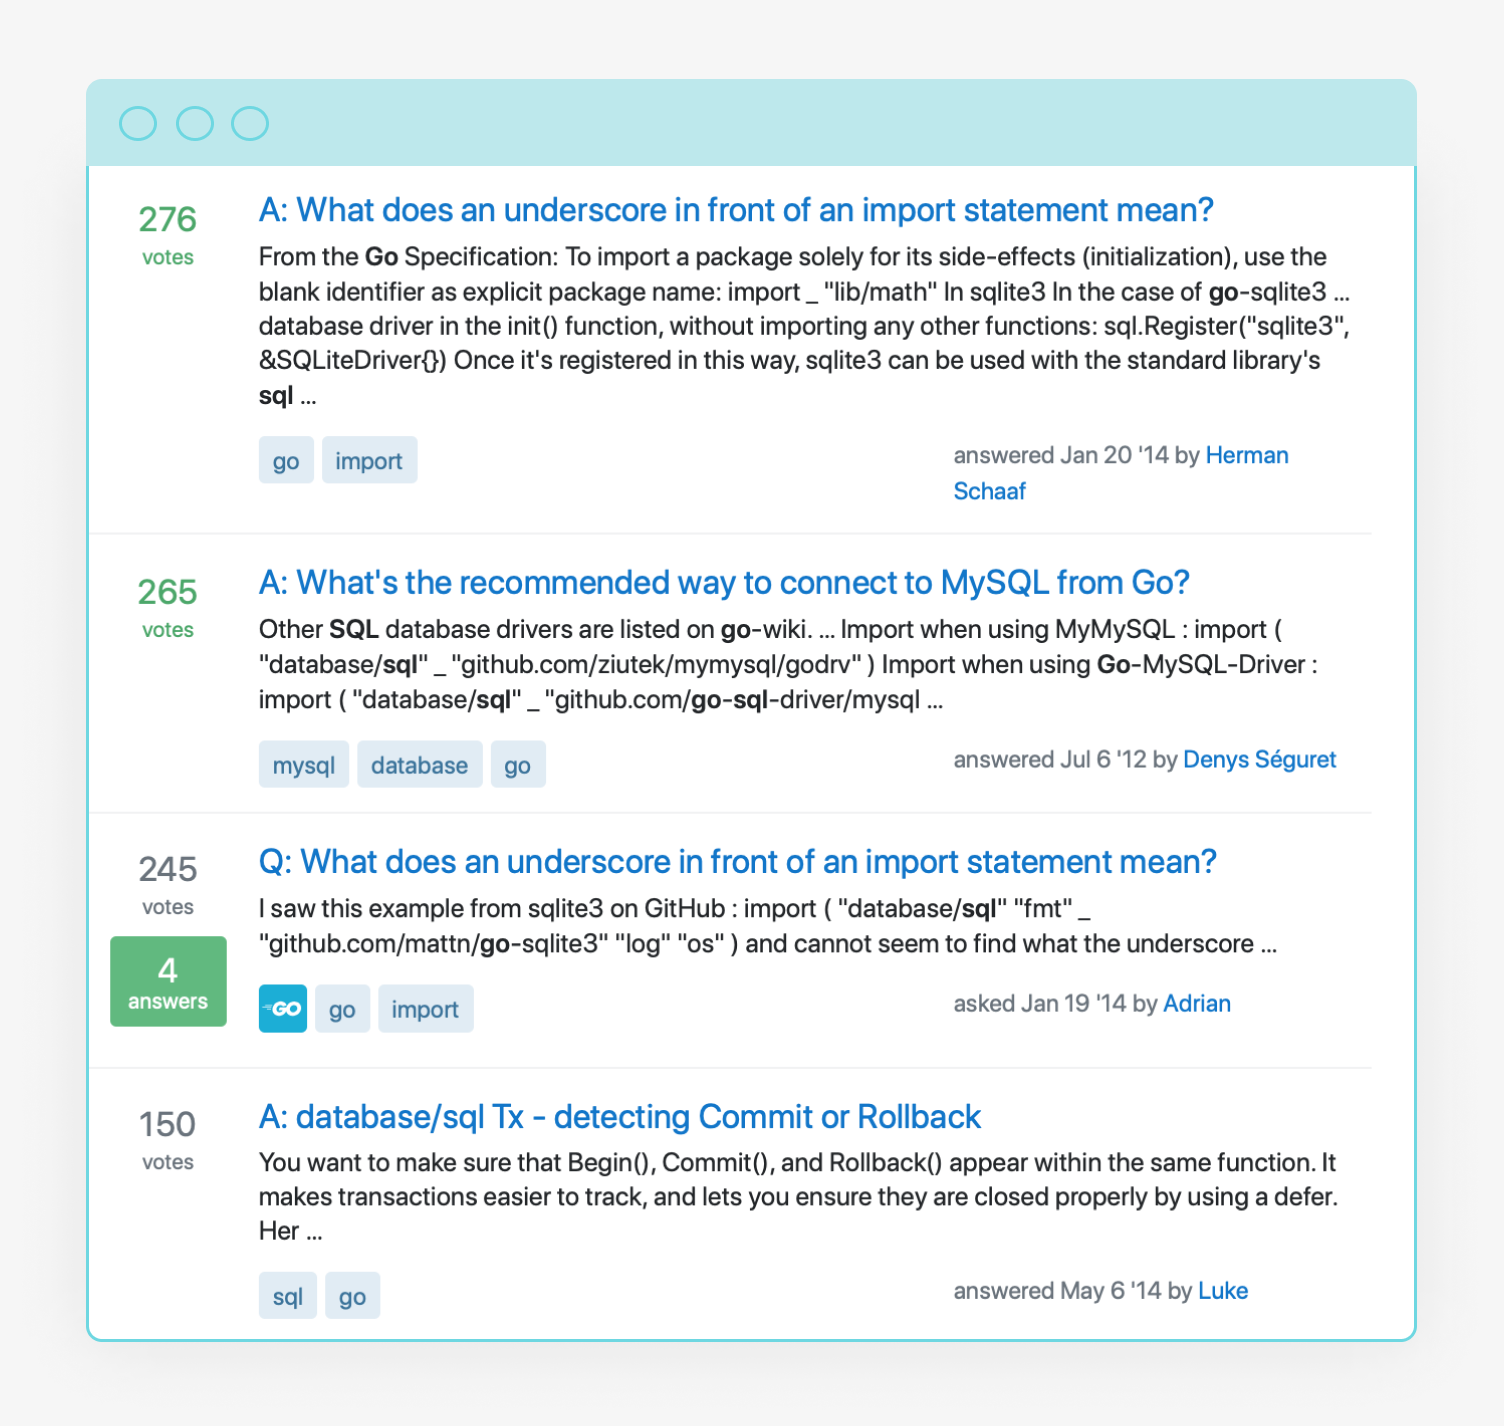 276
votes
A: What does an underscore in front of an import statement mean?
From the Go Specification: To import a package solely for its side-effects (initialization), use the
blank identifier as explicit package name: import _ "lib/math" In sqlite3 In the case of go-sqlite3 ...
database driver in the init() function, without importing any other functions: sql.Register("sqlite3",
&SQLiteDriver{}) Once it's registered in this way, sqlite3 can be used with the standard library's
sql ...
go import
answered Jan 20 '14 by Herman
Schaaf
265
votes
A: What's the recommended way to connect to MySQL from Go?
Other SQL database drivers are listed on go-wiki. ... Import when using MyMySQL : import (
"database/sql" _ "github.com/ziutek/mymysql/godrv" ) Import when using Go-MySQL-Driver :
import ( "database/sql" _ "github.com/go-sql-driver/mysql ...
mysql database go
answered Jul 6 '12 by Denys Séguret
245
votes
4
answers
Q: What does an underscore in front of an import statement mean?
I saw this example from sqlite3 on GitHub : import ( "database/sql" "fmt" _
"github.com/mattn/go-sqlite3" "log" "os" ) and cannot seem to find what the underscore ...
GO go import
asked Jan 19 '14 by Adrian
150
votes
A: database/sql Tx - detecting Commit or Rollback
You want to make sure that Begin(), Commit(), and Rollback() appear within the same function. It
makes transactions easier to track, and lets you ensure they are closed properly by using a defer.
Her ...
sql go
answered May 6 '14 by Luke